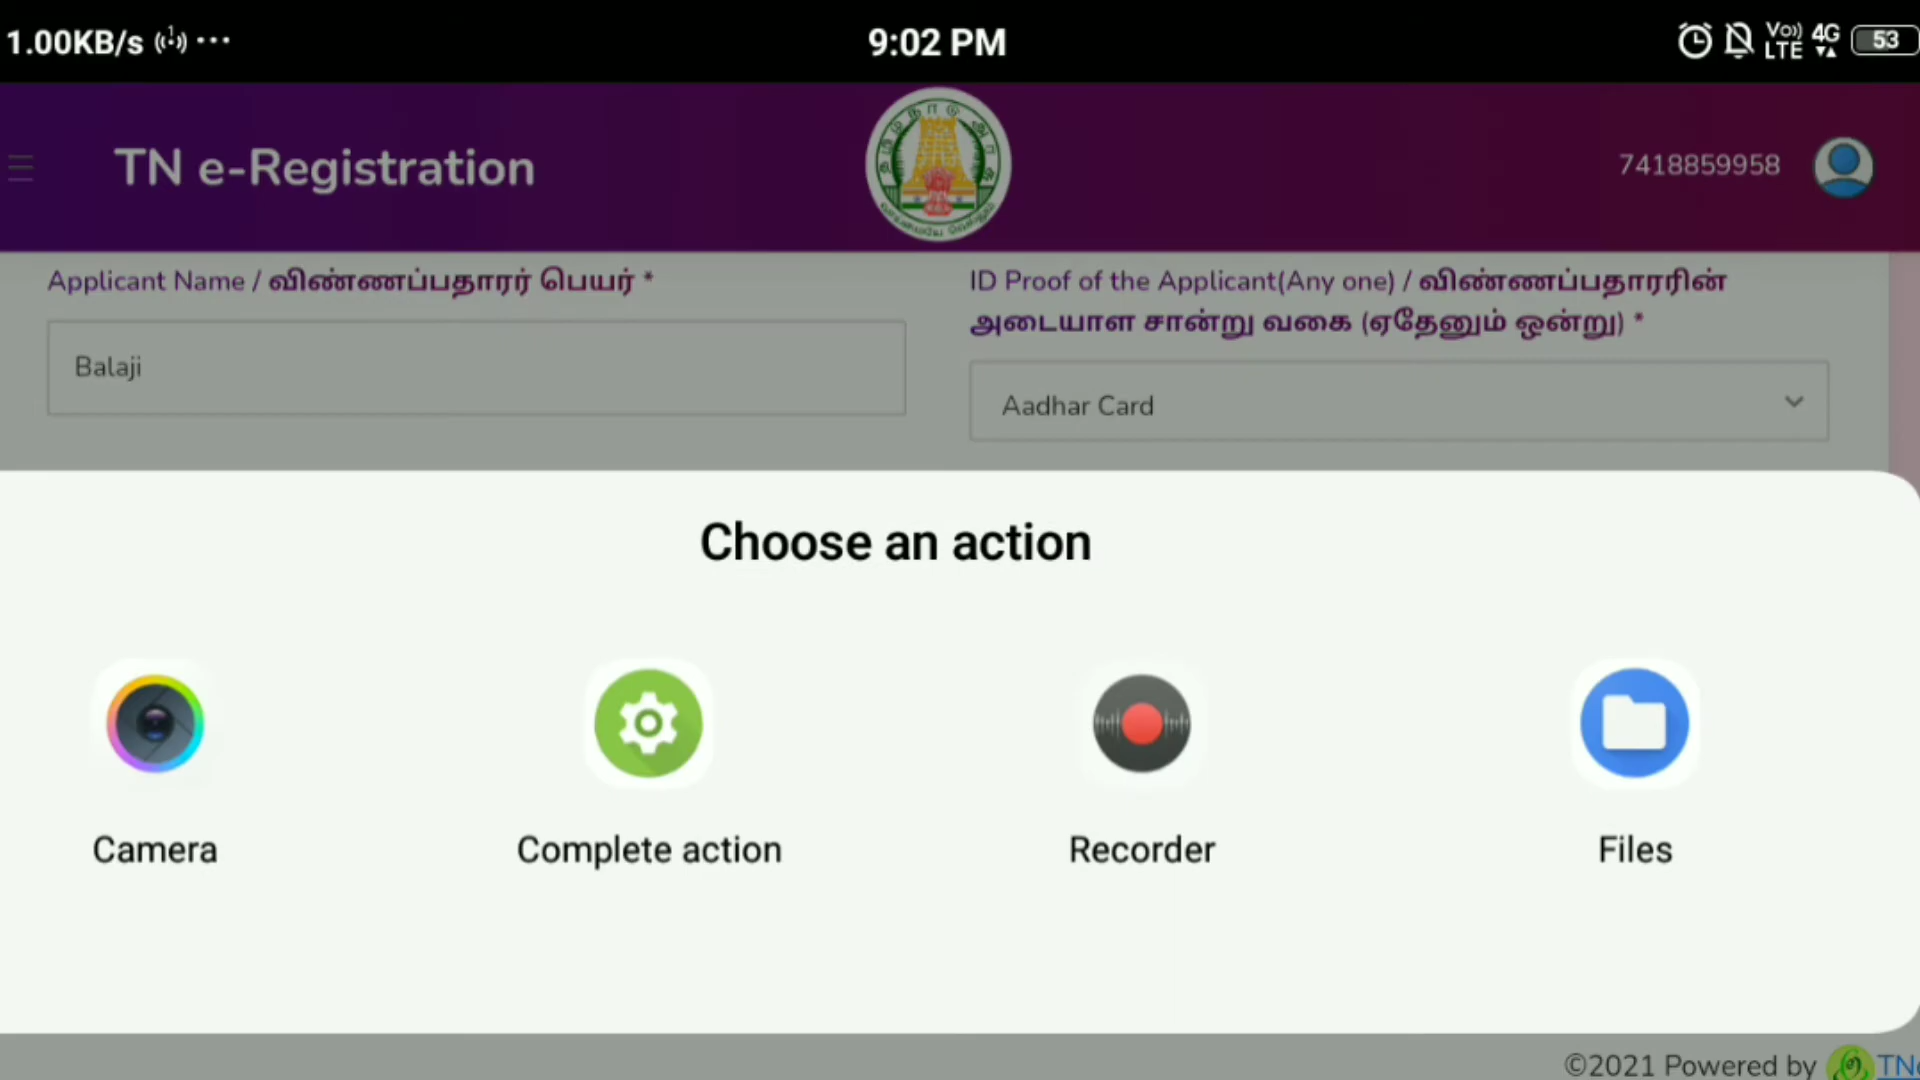 1.00KB/s
9:02 PM
Vo)) LTE 4G 53
TN e-Registration
7418859958
Applicant Name / விண்ணப்பதாரர் பெயர் *
Balaji
ID Proof of the Applicant(Any one) / விண்ணப்பதாரரின்
அடையாள சான்று வகை (ஏதேனும் ஒன்று) *
Aadhar Card
Choose an action
Camera
Complete action
Recorder
Files
©2021 Powered by